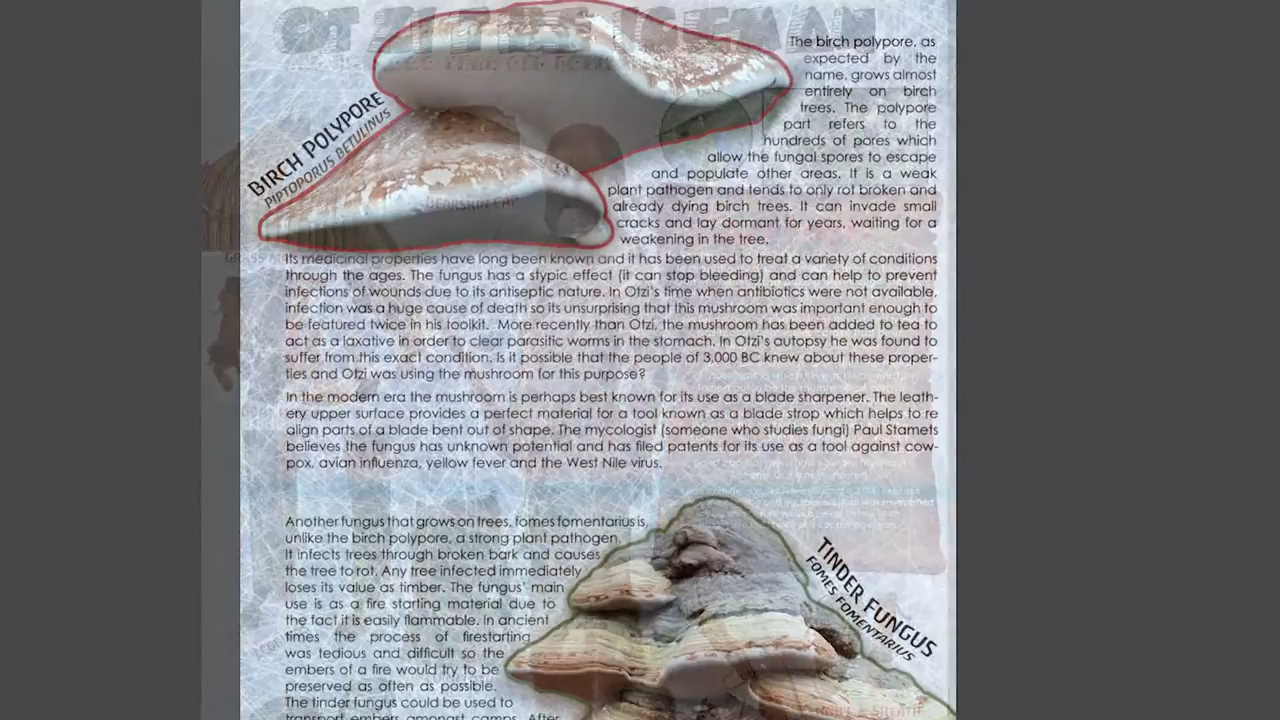 OTZI THE ICEMAN
BIRCH POLYPORE
PIPTOPORUS BETULINUS
BEARSKIN CAP
The birch polypore, as
expected by the
name, grows almost
entirely on birch
trees. The polypore
part refers to the
hundreds of pores which
allow the fungal spores to escape
and populate other areas. It is a weak
plant pathogen and tends to only rot broken and
already dying birch trees. It can invade small
cracks and lay dormant for years, waiting for a
weakening in the tree.
Its medicinal properties have long been known and it has been used to treat a variety of conditions
through the ages. The fungus has a stypic effect (it can stop bleeding) and can help to prevent
infections of wounds due to its antiseptic nature. In Otzi's time when antibiotics were not available,
infection was a huge cause of death so its unsurprising that this mushroom was important enough to
be featured twice in his toolkit. More recently than Otzi, the mushroom has been added to tea to
act as a laxative in order to clear parasitic worms in the stomach. In Otzi's autopsy he was found to
suffer from this exact condition. Is it possible that the people of 3,000 BC knew about these proper-
ties and Otzi was using the mushroom for this purpose?
In the modern era the mushroom is perhaps best known for its use as a blade sharpener. The leath-
ery upper surface provides a perfect material for a tool known as a blade strop which helps to re
align parts of a blade bent out of shape. The mycologist (someone who studies fungi) Paul Stamets
believes the fungus has unknown potential and has filed patents for its use as a tool against cow-
pox, avian influenza, yellow fever and the West Nile virus.
Another fungus that grows on trees, fomes fomentarius is,
unlike the birch polypore, a strong plant pathogen.
It infects trees through broken bark and causes
the tree to rot. Any tree infected immediately
loses its value as timber. The fungus' main
use is as a fire starting material due to
the fact it is easily flammable. In ancient
times the process of firestarting
was tedious and difficult so the
embers of a fire would try to be
preserved as often as possible.
The tinder fungus could be used to
transport embers amongst camps. After
TINDER FUNGUS
FOMES FOMENTARIUS